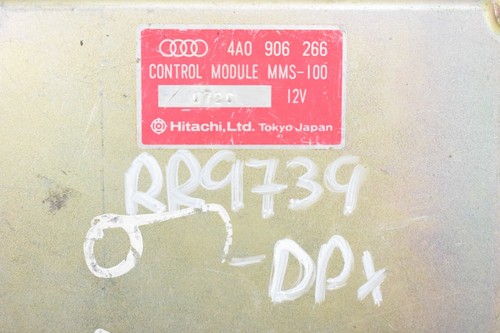 4A0 906 266
CONTROL MODULE MMS-100
12V
Hitachi, Ltd. Tokyo Japan
RR9739
-DPX